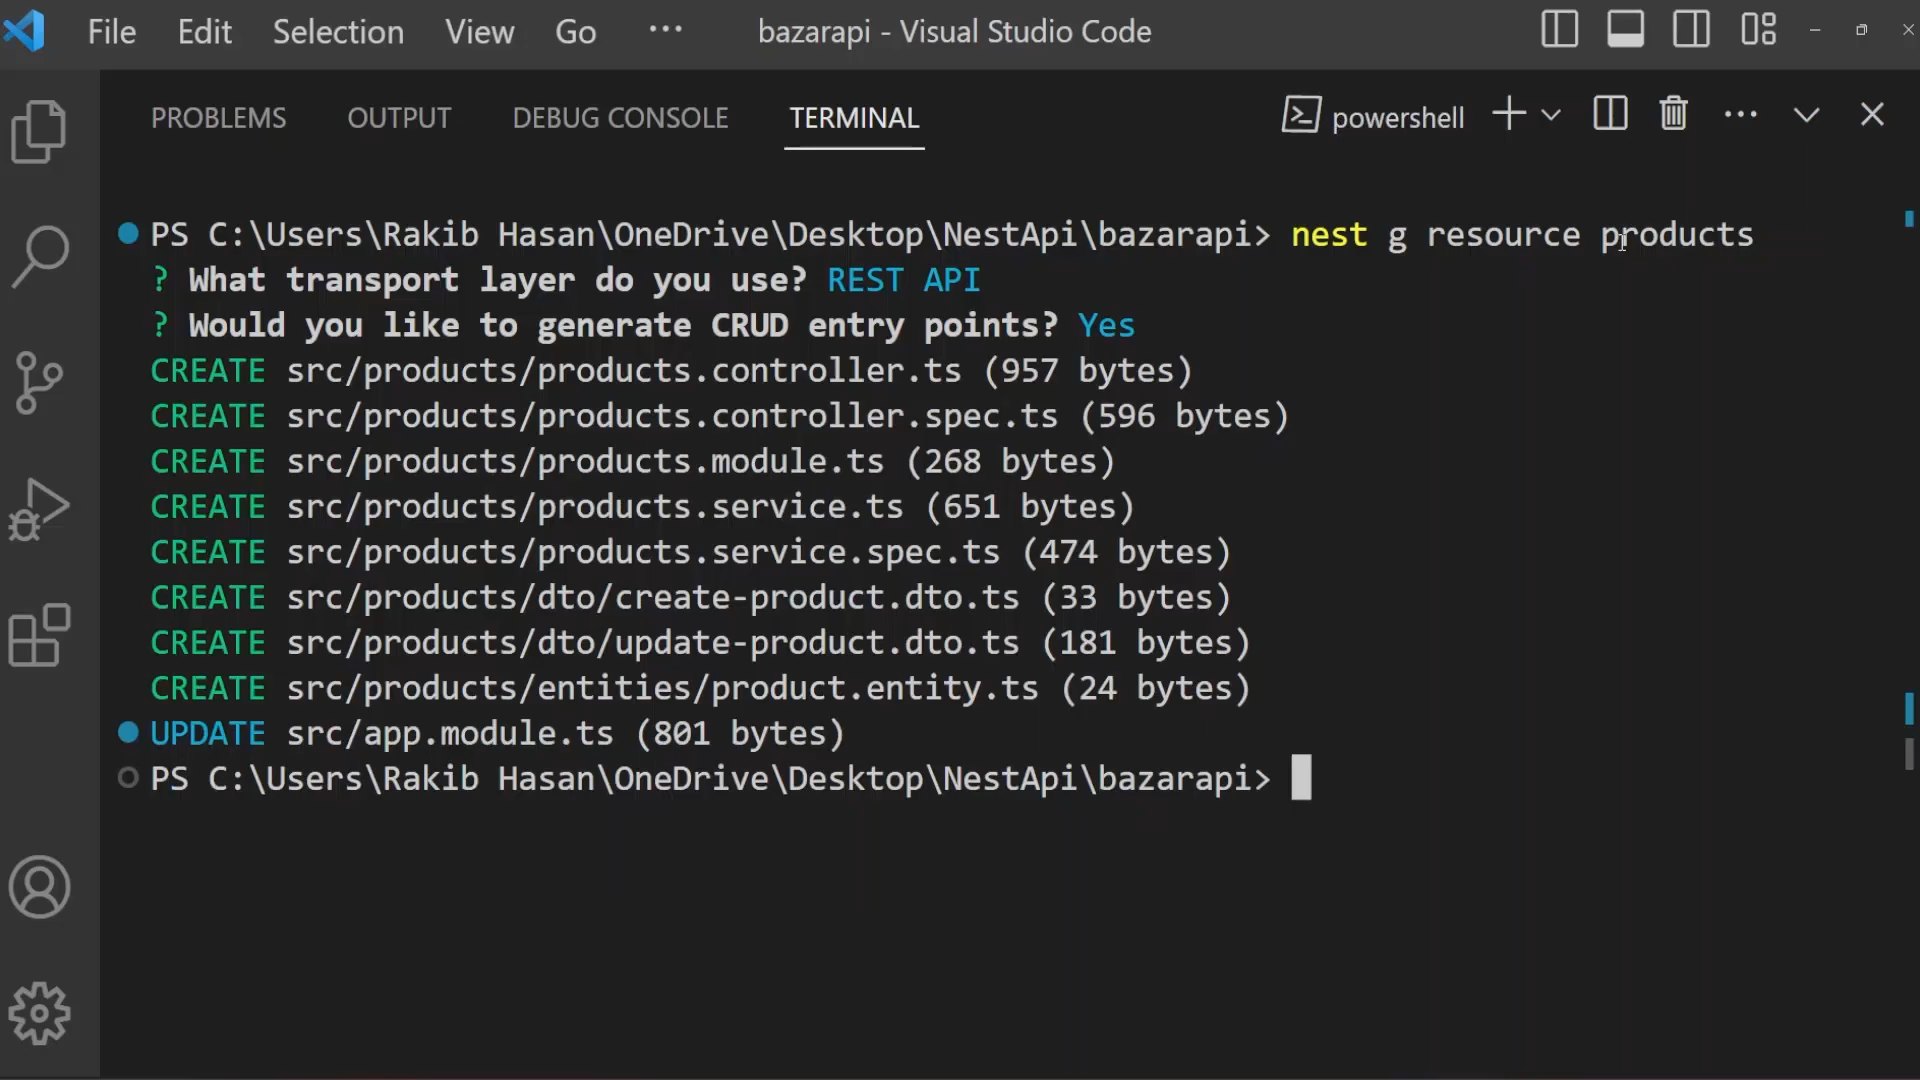 File Edit Selection View Go ··· bazarapi - Visual Studio Code
PROBLEMS OUTPUT DEBUG CONSOLE TERMINAL powershell
PS C:\Users\Rakib Hasan\OneDrive\Desktop\NestApi\bazarapi> nest g resource products
? What transport layer do you use? REST API
? Would you like to generate CRUD entry points? Yes
CREATE src/products/products.controller.ts (957 bytes)
CREATE src/products/products.controller.spec.ts (596 bytes)
CREATE src/products/products.module.ts (268 bytes)
CREATE src/products/products.service.ts (651 bytes)
CREATE src/products/products.service.spec.ts (474 bytes)
CREATE src/products/dto/create-product.dto.ts (33 bytes)
CREATE src/products/dto/update-product.dto.ts (181 bytes)
CREATE src/products/entities/product.entity.ts (24 bytes)
UPDATE src/app.module.ts (801 bytes)
PS C:\Users\Rakib Hasan\OneDrive\Desktop\NestApi\bazarapi>